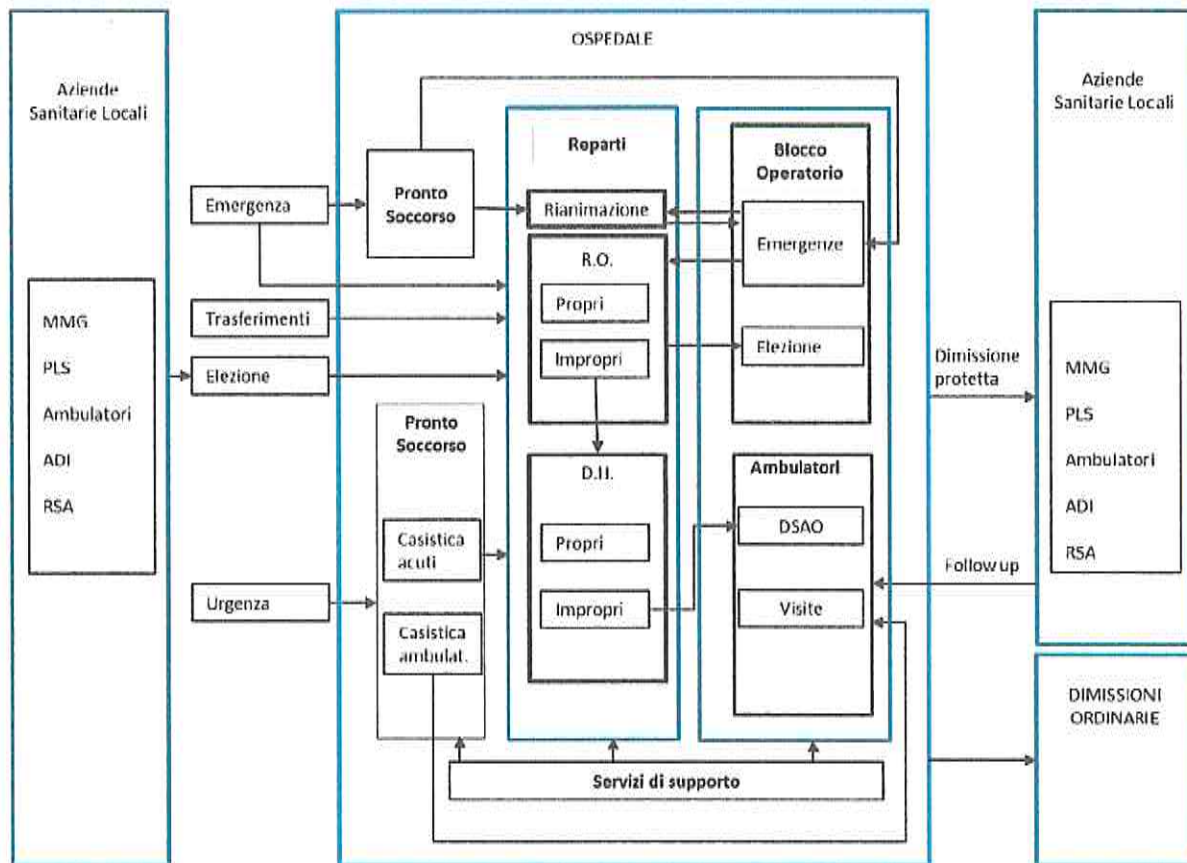 OSPEDALE
Aziende
Sanitarie Locali
MMG
PLS
Ambulatori
ADI
RSA
Emergenza
Trasferimenti
Elezione
Urgenza
Pronto
Soccorso
Pronto
Soccorso
Casistica
acuti
Casistica
ambulat.
Reparti
Rianimazione
R.O.
Propri
Impropri
D.H.
Propri
Impropri
Blocco
Operatorio
Emergenze
Elezione
Ambulatori
DSAO
Visite
Servizi di supporto
Dimissione
protetta
Follow up
Aziende
Sanitarie Locali
MMG
PLS
Ambulatori
ADI
RSA
DIMISSIONI
ORDINARIE